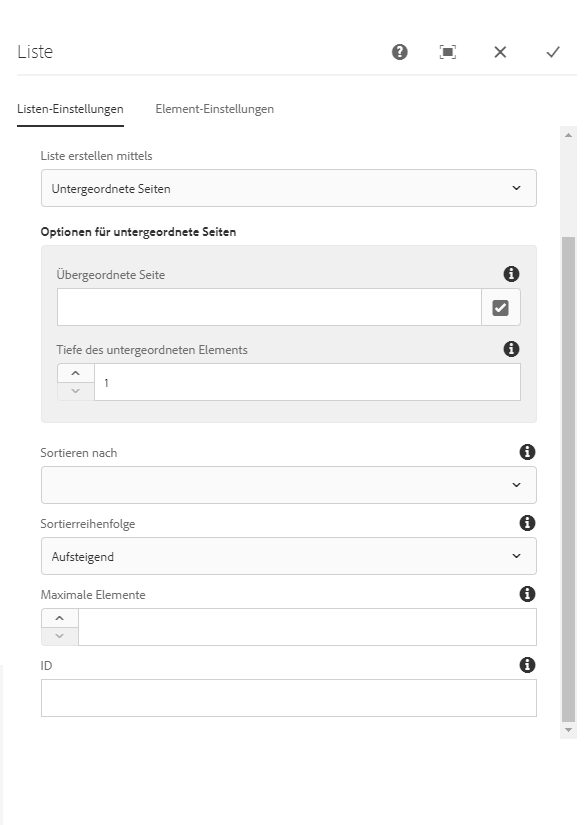 Liste
Listen-Einstellungen
Element-Einstellungen
Liste erstellen mittels
Untergeordnete Seiten
Optionen für untergeordnete Seiten
Übergeordnete Seite
Tiefe des untergeordneten Elements
1
Sortieren nach
Sortierreihenfolge
Aufsteigend
Maximale Elemente
ID